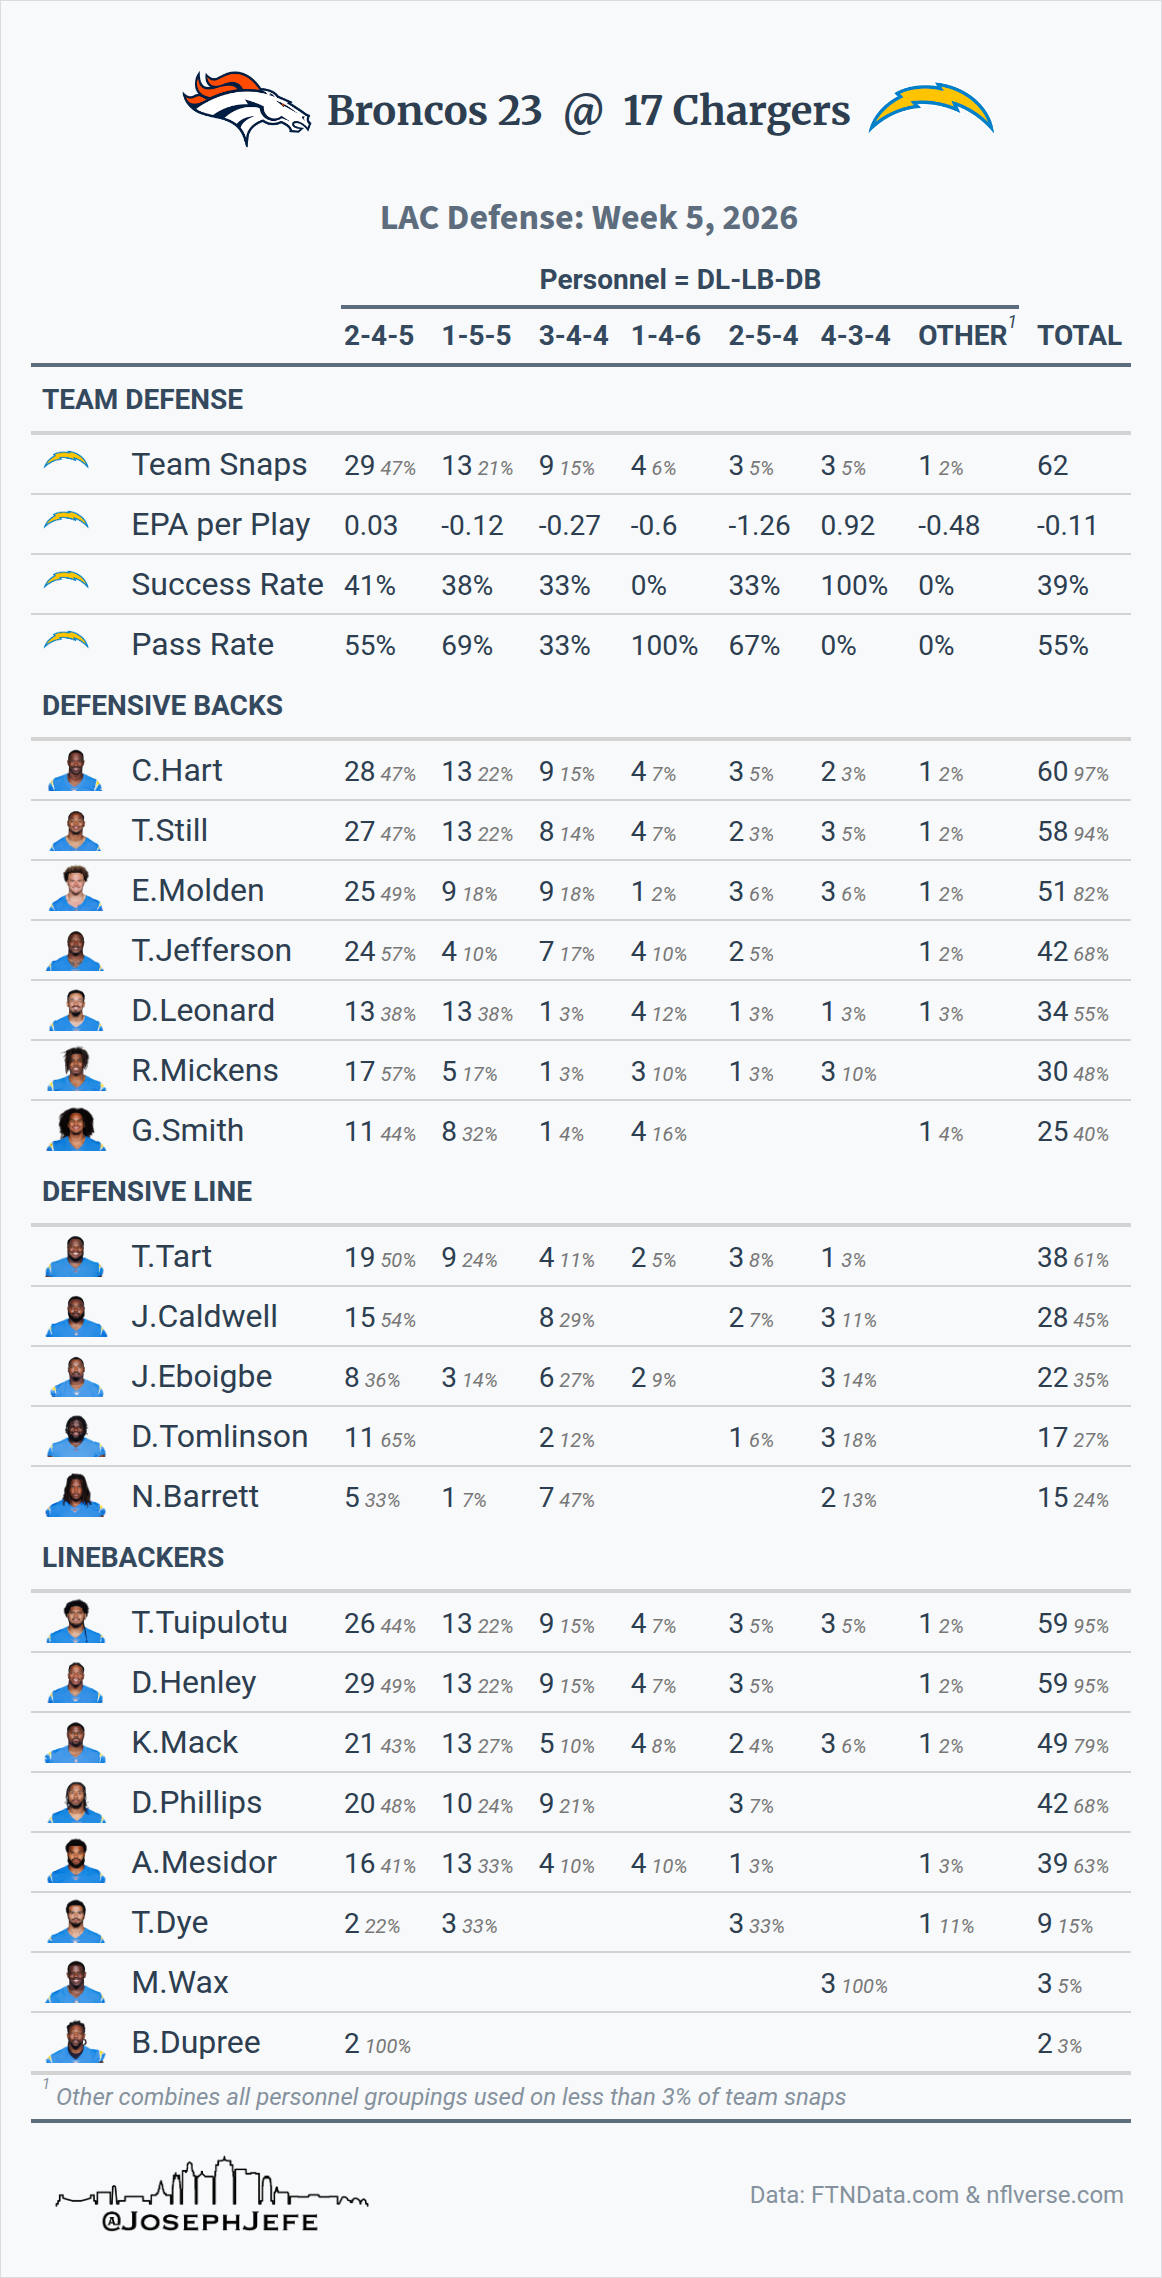 Broncos 23 @ 17 Chargers
LAC Defense: Week 5, 2026
Personnel = DL-LB-DB
2-4-5 1-5-5 3-4-4 1-4-6 2-5-4 4-3-4 OTHER1 TOTAL
TEAM DEFENSE
Team Snaps 29 47% 13 21% 9 15% 4 6% 3 5% 3 5% 1 2% 62
EPA per Play 0.03 -0.12 -0.27 -0.6 -1.26 0.92 -0.48 -0.11
Success Rate 41% 38% 33% 0% 33% 100% 0% 39%
Pass Rate 55% 69% 33% 100% 67% 0% 0% 55%
DEFENSIVE BACKS
C.Hart 28 47% 13 22% 9 15% 4 7% 3 5% 2 3% 1 2% 60 97%
T.Still 27 47% 13 22% 8 14% 4 7% 2 3% 3 5% 1 2% 58 94%
E.Molden 25 49% 9 18% 9 18% 1 2% 3 6% 3 6% 1 2% 51 82%
T.Jefferson 24 57% 4 10% 7 17% 4 10% 2 5% 1 2% 42 68%
D.Leonard 13 38% 13 38% 1 3% 4 12% 1 3% 1 3% 1 3% 34 55%
R.Mickens 17 57% 5 17% 1 3% 3 10% 1 3% 3 10% 30 48%
G.Smith 11 44% 8 32% 1 4% 4 16% 1 4% 25 40%
DEFENSIVE LINE
T.Tart 19 50% 9 24% 4 11% 2 5% 3 8% 1 3% 38 61%
J.Caldwell 15 54% 8 29% 2 7% 3 11% 28 45%
J.Eboigbe 8 36% 3 14% 6 27% 2 9% 3 14% 22 35%
D.Tomlinson 11 65% 2 12% 1 6% 3 18% 17 27%
N.Barrett 5 33% 1 7% 7 47% 2 13% 15 24%
LINEBACKERS
T.Tuipulotu 26 44% 13 22% 9 15% 4 7% 3 5% 3 5% 1 2% 59 95%
D.Henley 29 49% 13 22% 9 15% 4 7% 3 5% 1 2% 59 95%
K.Mack 21 43% 13 27% 5 10% 4 8% 2 4% 3 6% 1 2% 49 79%
D.Phillips 20 48% 10 24% 9 21% 3 7% 42 68%
A.Mesidor 16 41% 13 33% 4 10% 4 10% 1 3% 1 3% 39 63%
T.Dye 2 22% 3 33% 3 33% 1 11% 9 15%
M.Wax 3 100% 3 5%
B.Dupree 2 100% 2 3%
1 Other combines all personnel groupings used on less than 3% of team snaps
@JosephJefe
Data: FTNData.com & nflverse.com